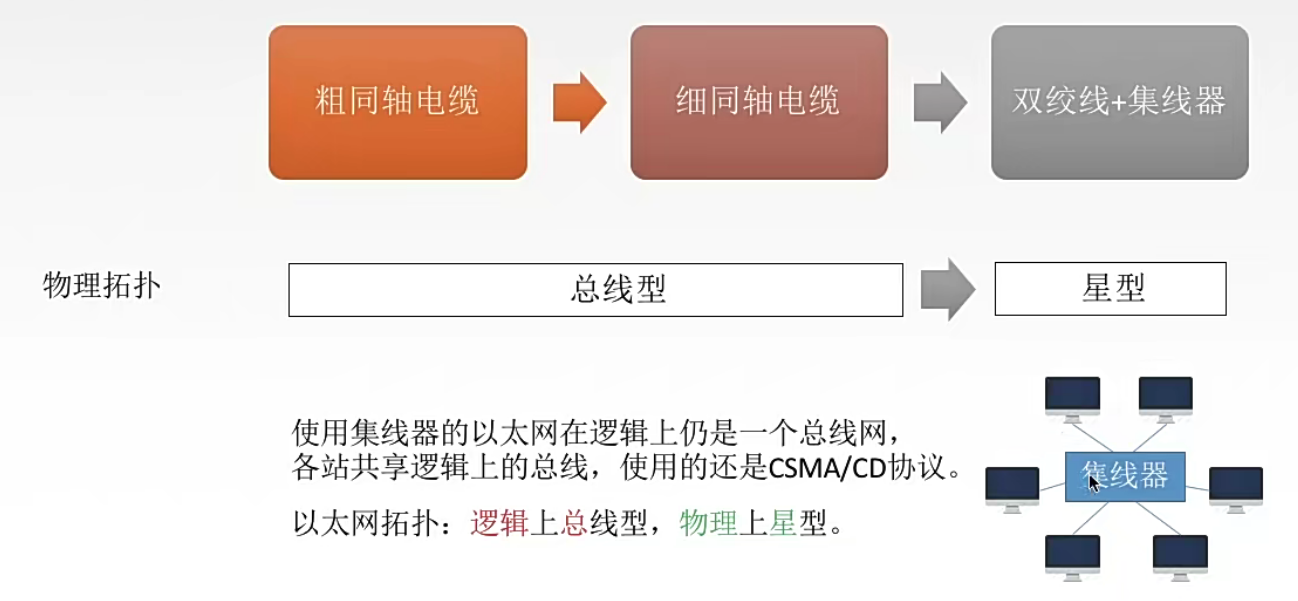 粗同轴电缆
细同轴电缆
双绞线+集线器
物理拓扑
总线型
星型
使用集线器的以太网在逻辑上仍是一个总线网，
各站共享逻辑上的总线，使用的还是CSMA/CD协议。
集线器
以太网拓扑：逻辑上总线型，物理上星型。